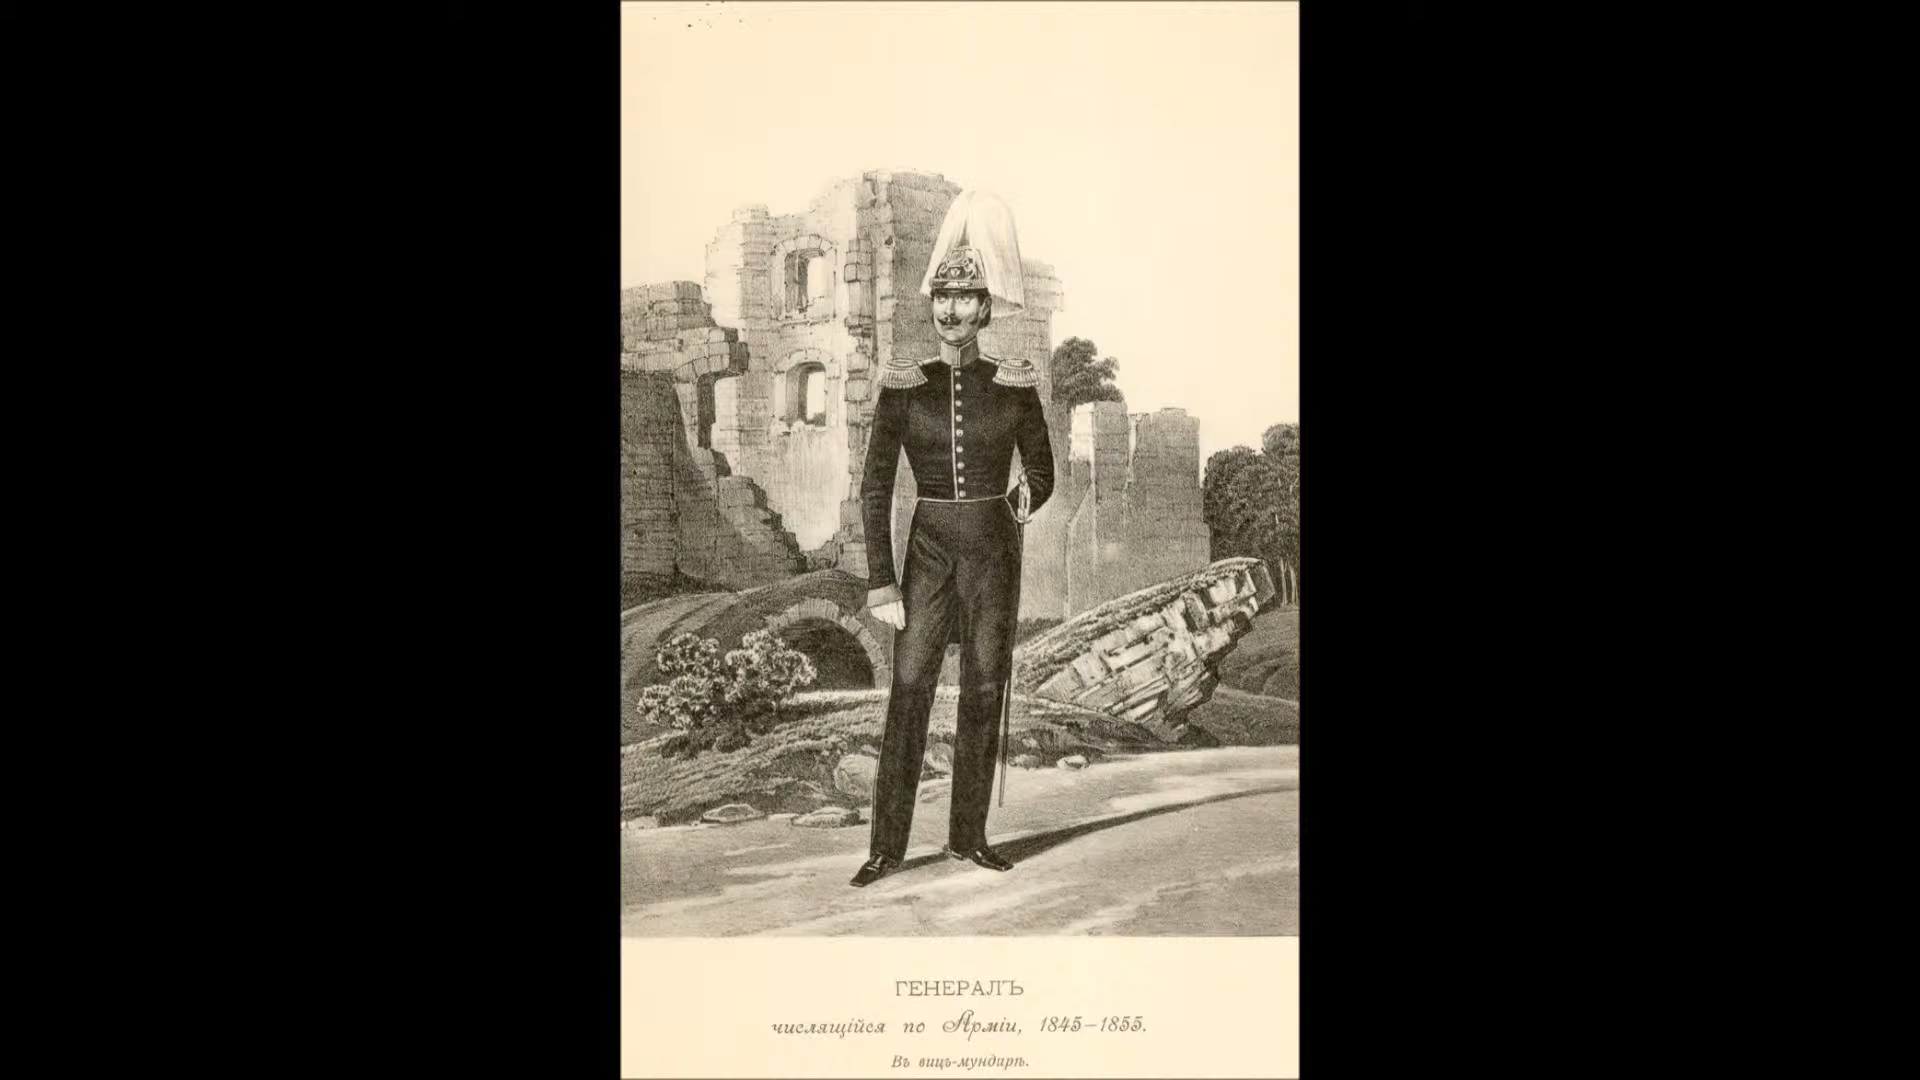 ГЕНЕРАЛЪ
числящійся по Арміи, 1845–1855.
Въ вицъ-мундирѣ.